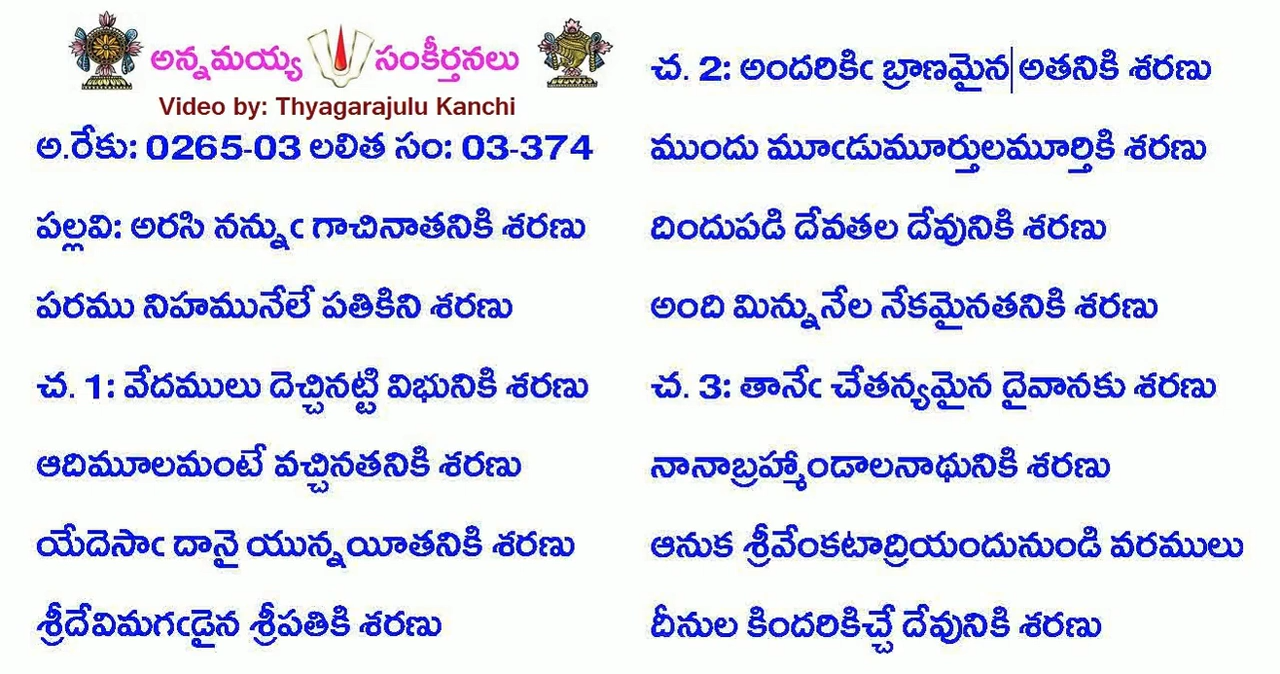 అన్నమయ్య సంకీర్తనలు
Video by: Thyagarajulu Kanchi
అ.రేకు: 0265-03 లలిత సం: 03-374
పల్లవి: అరసి నన్నుఁ గాచినాతనికి శరణు
పరము నిహమునేలే పతికిని శరణు
చ. 1: వేదములు దెచ్చినట్టి విభునికి శరణు
ఆదిమూలమంటే వచ్చినతనికి శరణు
యేదెసాఁ దానై యున్నయీతనికి శరణు
శ్రీదేవిమగఁడైన శ్రీపతికి శరణు
చ. 2: అందరికిఁ బ్రాణమైన అతనికి శరణు
ముందు మూఁడుమూర్తులమూర్తికి శరణు
దిందుపడి దేవతల దేవునికి శరణు
అంది మిన్నునేల నేకమైనతనికి శరణు
చ. 3: తానేఁ చేతన్యమైన దైవానకు శరణు
నానాబ్రహ్మాండాలనాథునికి శరణు
ఆనుక శ్రీవేంకటాద్రియందునుండి వరములు
దీనుల కిందరికిచ్చే దేవునికి శరణు